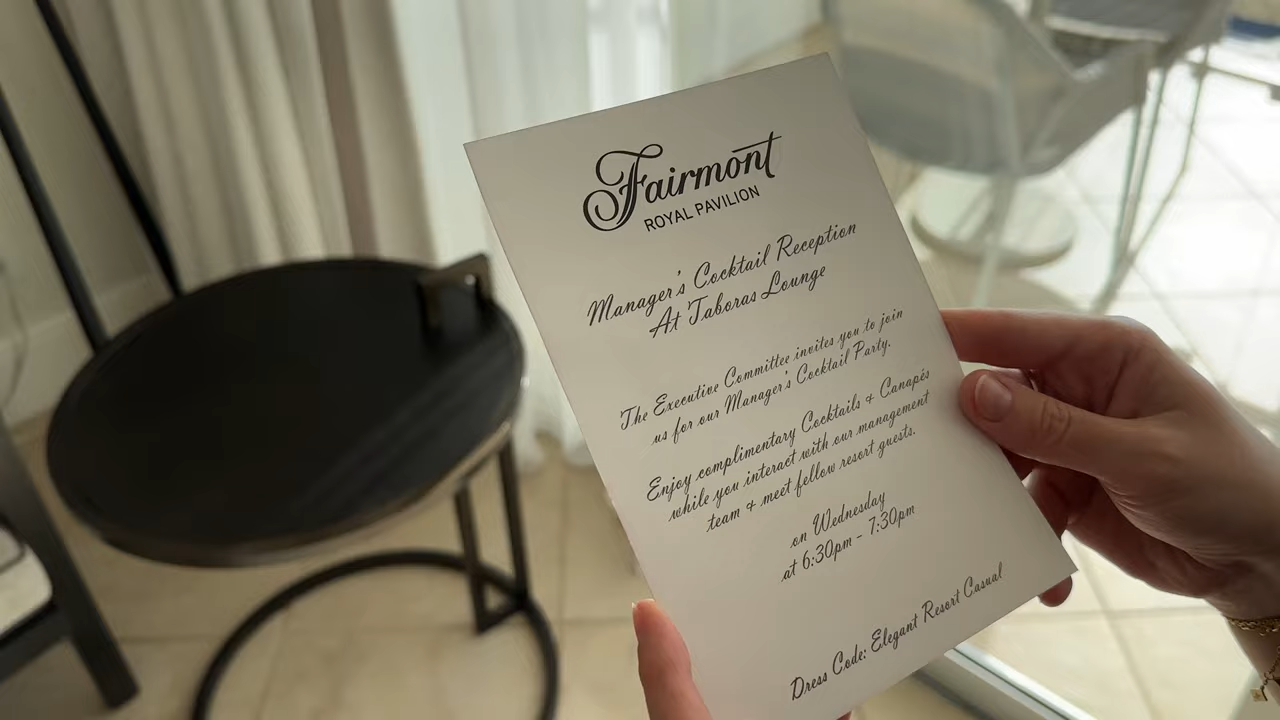 Fairmont
ROYAL PAVILION
Manager's Cocktail Reception
At Taboras Lounge
The Executive Committee invites you to join
us for our Manager's Cocktail Party.
Enjoy complimentary Cocktails & Canapés
while you interact with our management
team & meet fellow resort guests.
on Wednesday
at 6:30pm - 7:30pm
Dress Code: Elegant Resort Casual